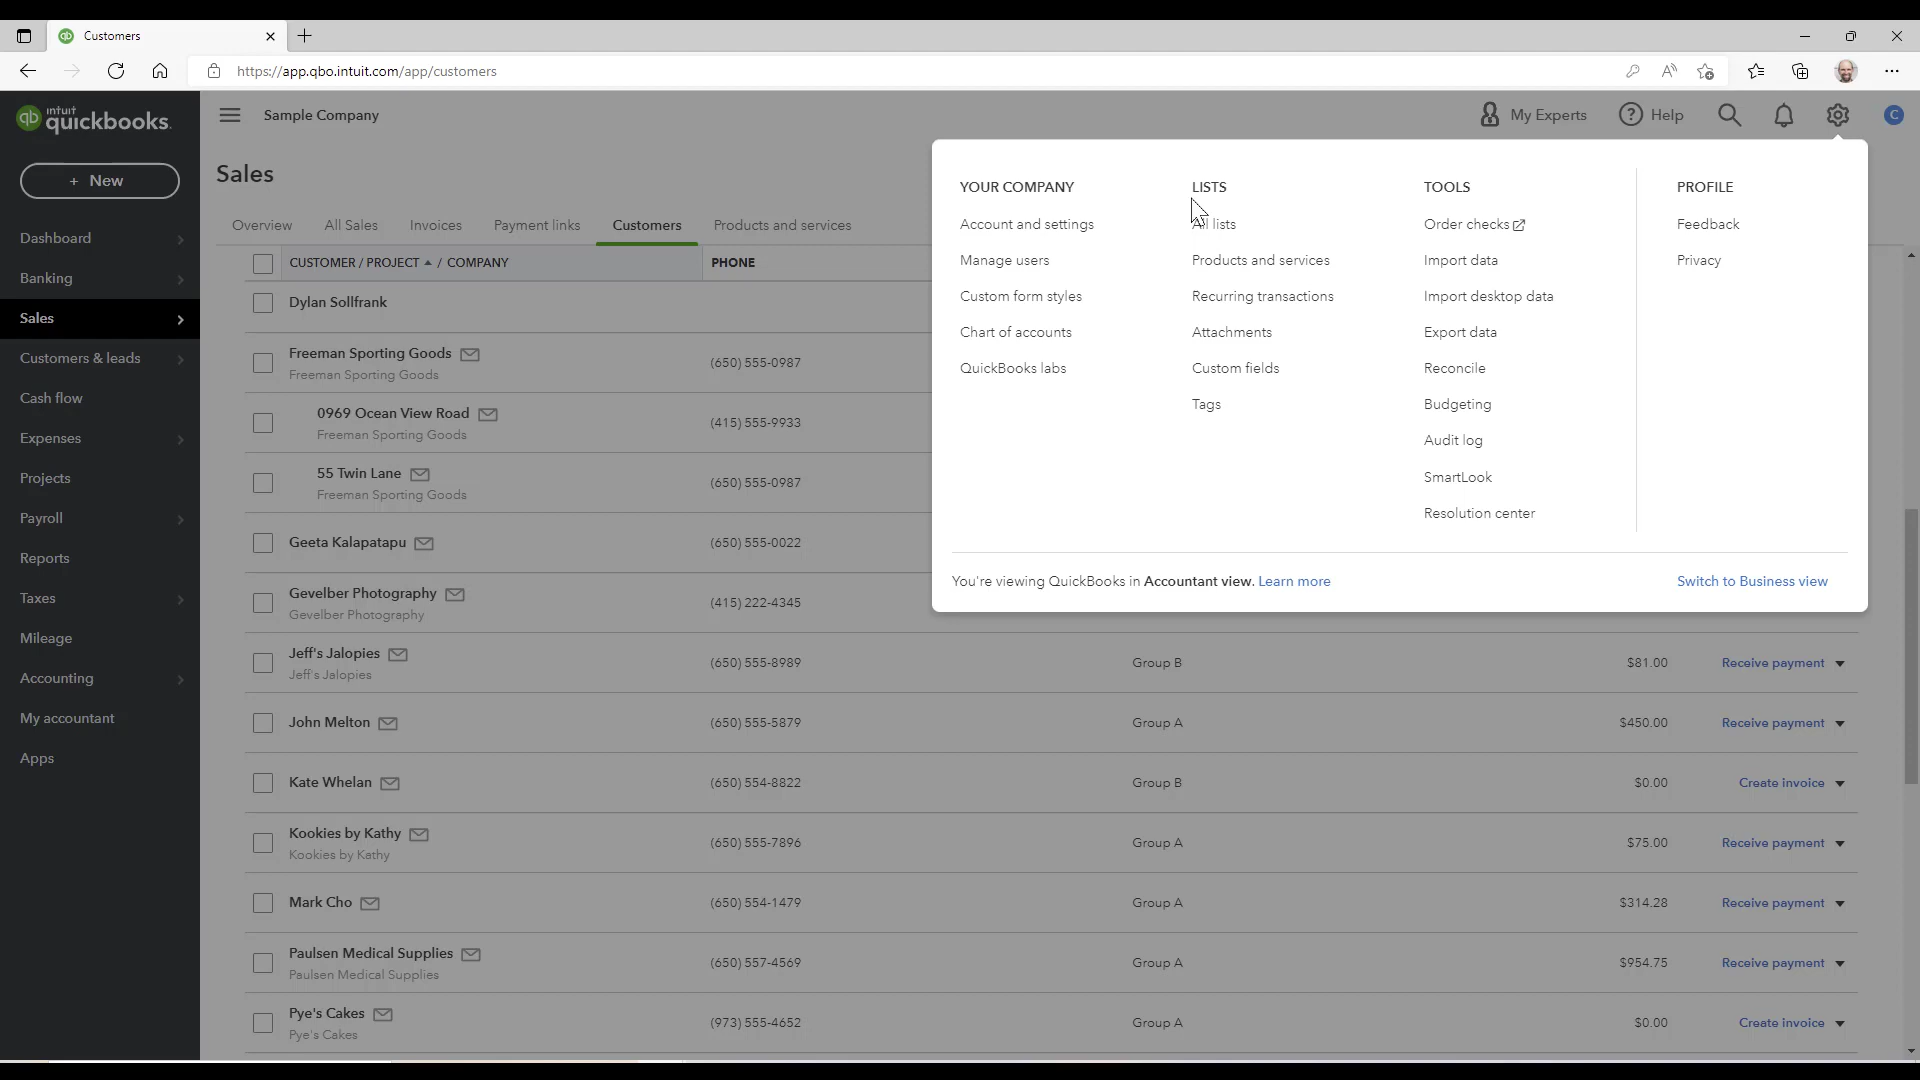 Customers
https://app.qbo.intuit.com/app/customers
intuit
quickbooks.
Sample Company
My Experts
Help
C
+ New
Dashboard
Banking
Sales
Customers & leads
Cash flow
Expenses
Projects
Payroll
Reports
Taxes
Mileage
Accounting
My accountant
Apps
Sales
Overview All Sales Invoices Payment links Customers Products and services
CUSTOMER / PROJECT / COMPANY PHONE
Dylan Sollfrank
Freeman Sporting Goods (650) 555-0987
Freeman Sporting Goods
0969 Ocean View Road (415) 555-9933
Freeman Sporting Goods
55 Twin Lane (650) 555-0987
Freeman Sporting Goods
Geeta Kalapatapu (650) 555-0022
Gevelber Photography (415) 222-4345
Gevelber Photography
Jeff's Jalopies (650) 555-8989 Group B $81.00 Receive payment
Jeff's Jalopies
John Melton (650) 555-5879 Group A $450.00 Receive payment
Kate Whelan (650) 554-8822 Group B $0.00 Create invoice
Kookies by Kathy (650) 555-7896 Group A $75.00 Receive payment
Kookies by Kathy
Mark Cho (650) 554-1479 Group A $314.28 Receive payment
Paulsen Medical Supplies (650) 557-4569 Group A $954.75 Receive payment
Paulsen Medical Supplies
Pye's Cakes (973) 555-4652 Group A $0.00 Create invoice
Pye's Cakes
YOUR COMPANY
Account and settings
Manage users
Custom form styles
Chart of accounts
QuickBooks labs
LISTS
All lists
Products and services
Recurring transactions
Attachments
Custom fields
Tags
TOOLS
Order checks
Import data
Import desktop data
Export data
Reconcile
Budgeting
Audit log
SmartLook
Resolution center
PROFILE
Feedback
Privacy
You're viewing QuickBooks in Accountant view. Learn more
Switch to Business view